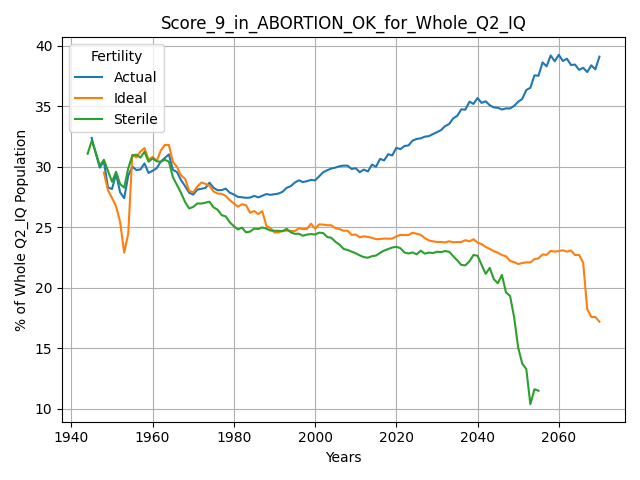 Score_9_in_ABORTION_OK_for_Whole_Q2_IQ
Fertility
Actual
Ideal
Sterile
% of Whole Q2_IQ Population
40
35
30
25
20
15
10
1940
1960
1980
2000
2020
2040
2060
Years